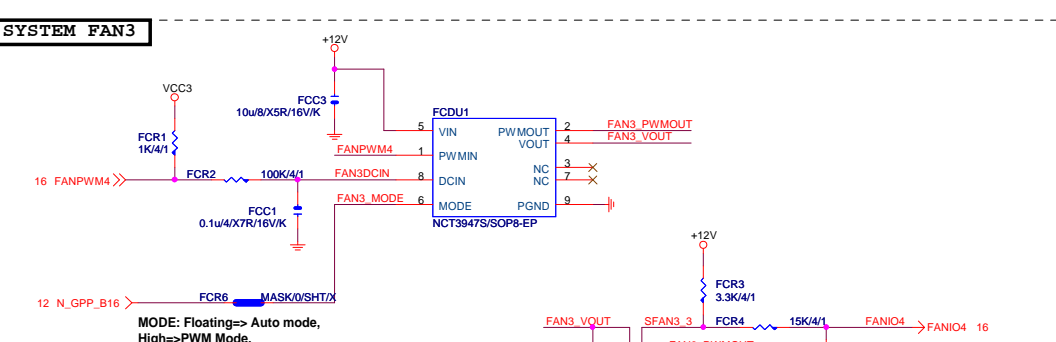 SYSTEM FAN3
+12V
VCC3
FCC3
10u/8/X5R/16V/K
FCDU1
FCR1
1K/4/1
5 VIN
PWMOUT 2 FAN3_PWMOUT
VOUT 4 FAN3_VOUT
FANPWM4 1 PWMIN
NC 3
NC 7
16 FANPWM4
FCR2 100K/4/1
FAN3DCIN 8 DCIN
FAN3_MODE 6 MODE
PGND 9
FCC1
0.1u/4/X7R/16V/K
NCT3947S/SOP8-EP
+12V
FCR3
3.3K/4/1
12 N_GPP_B16
FCR6 MASK/0/SHT/X
MODE: Floating=> Auto mode,
High=>PWM Mode,
FAN3_VOUT
SFAN3_3
FCR4 15K/4/1
FANIO4
FANIO4 16